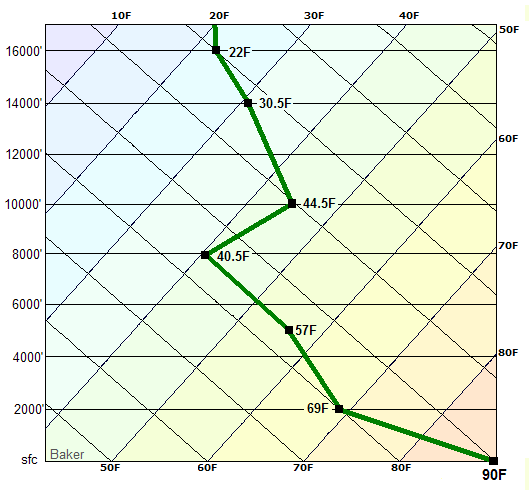 10F 20F 30F 40F 50F
16000' 22F
14000' 30.5F
60F
12000'
10000' 44.5F
70F
8000' 40.5F
6000'
57F
80F
4000'
2000' 69F
sfc Baker
50F 60F 70F 80F 90F